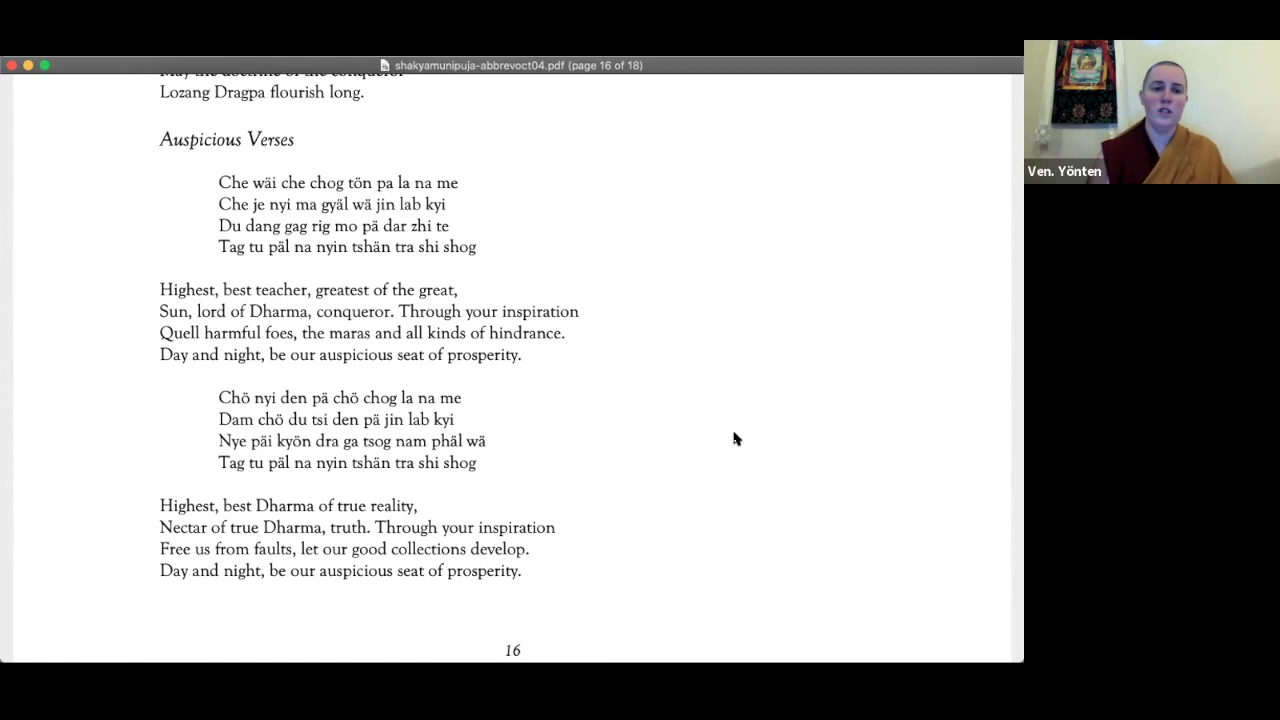 shakyamunipuja-abbrevoct04.pdf (page 16 of 18)
May the doctrine of the conqueror
Lozang Dragpa flourish long.
Auspicious Verses
Che wäi che chog tön pa la na me
Che je nyi ma gyäl wä jin lab kyi
Du dang gag rig mo pä dar zhi te
Tag tu päl na nyin tshän tra shi shog
Highest, best teacher, greatest of the great,
Sun, lord of Dharma, conqueror. Through your inspiration
Quell harmful foes, the maras and all kinds of hindrance.
Day and night, be our auspicious seat of prosperity.
Chö nyi den pä chö chog la na me
Dam chö du tsi den pä jin lab kyi
Nye päi kyön dra ga tsog nam phäl wä
Tag tu päl na nyin tshän tra shi shog
Highest, best Dharma of true reality,
Nectar of true Dharma, truth. Through your inspiration
Free us from faults, let our good collections develop.
Day and night, be our auspicious seat of prosperity.
16
Ven. Yönten